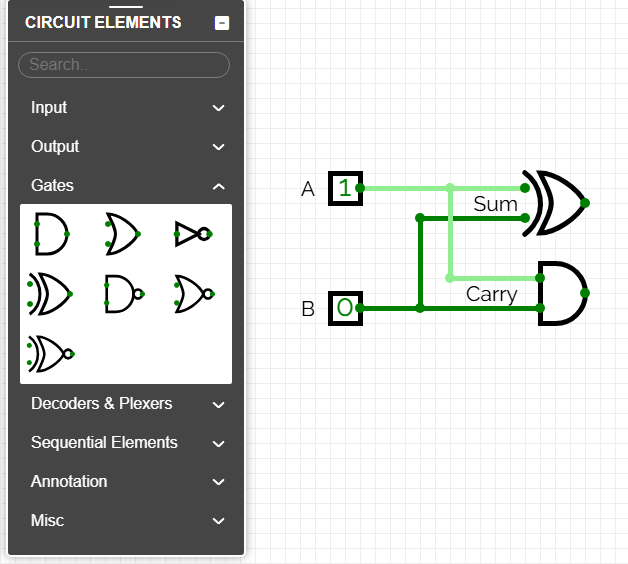 CIRCUIT ELEMENTS
Search..
Input
Output
Gates
Decoders & Plexers
Sequential Elements
Annotation
Misc
A 1
Sum
Carry
B 0